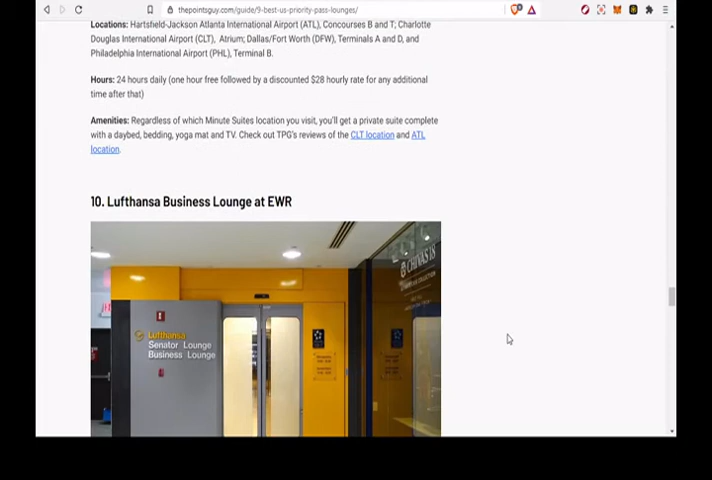 thepointsguy.com/guide/9-best-us-priority-pass-lounges/
Locations: Hartsfield-Jackson Atlanta International Airport (ATL), Concourses B and T; Charlotte
Douglas International Airport (CLT), Atrium; Dallas/Fort Worth (DFW), Terminals A and D, and
Philadelphia International Airport (PHL), Terminal B.
Hours: 24 hours daily (one hour free followed by a discounted $28 hourly rate for any additional
time after that)
Amenities: Regardless of which Minute Suites location you visit, you'll get a private suite complete
with a daybed, bedding, yoga mat and TV. Check out TPG's reviews of the CLT location and ATL
location.
10. Lufthansa Business Lounge at EWR
CHIVAS 18
Lufthansa
Senator Lounge
Business Lounge